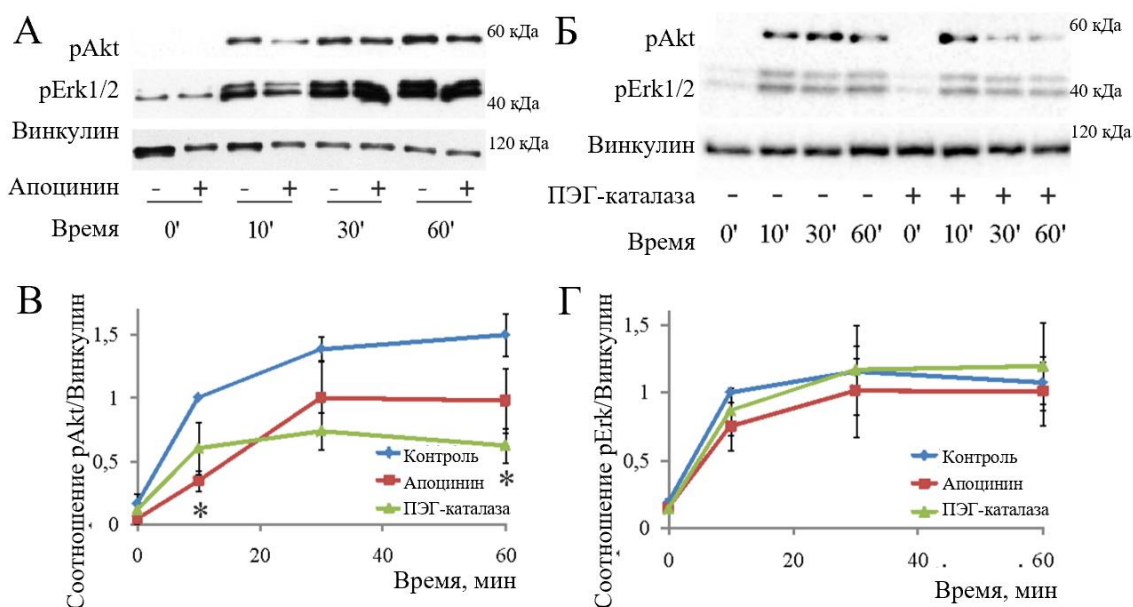 А
pAkt
60 кДа
pErk1/2
40 кДа
Винкулин
120 кДа
Апоцинин - + - + - + - +
Время 0' 10' 30' 60'
Б
pAkt
60 кДа
pErk1/2
40 кДа
Винкулин
120 кДа
ПЭГ-каталаза - - - - + + + +
Время 0' 10' 30' 60' 0' 10' 30' 60'
В
Соотношение pAkt/Винкулин
1,5
1
0,5
0
0 20 40 60
Время, мин
Контроль
Апоцинин
ПЭГ-каталаза
*
*
Г
Соотношение pErk/Винкулин
1,5
1
0,5
0
0 20 40 60
Время, мин
Контроль
Апоцинин
ПЭГ-каталаза